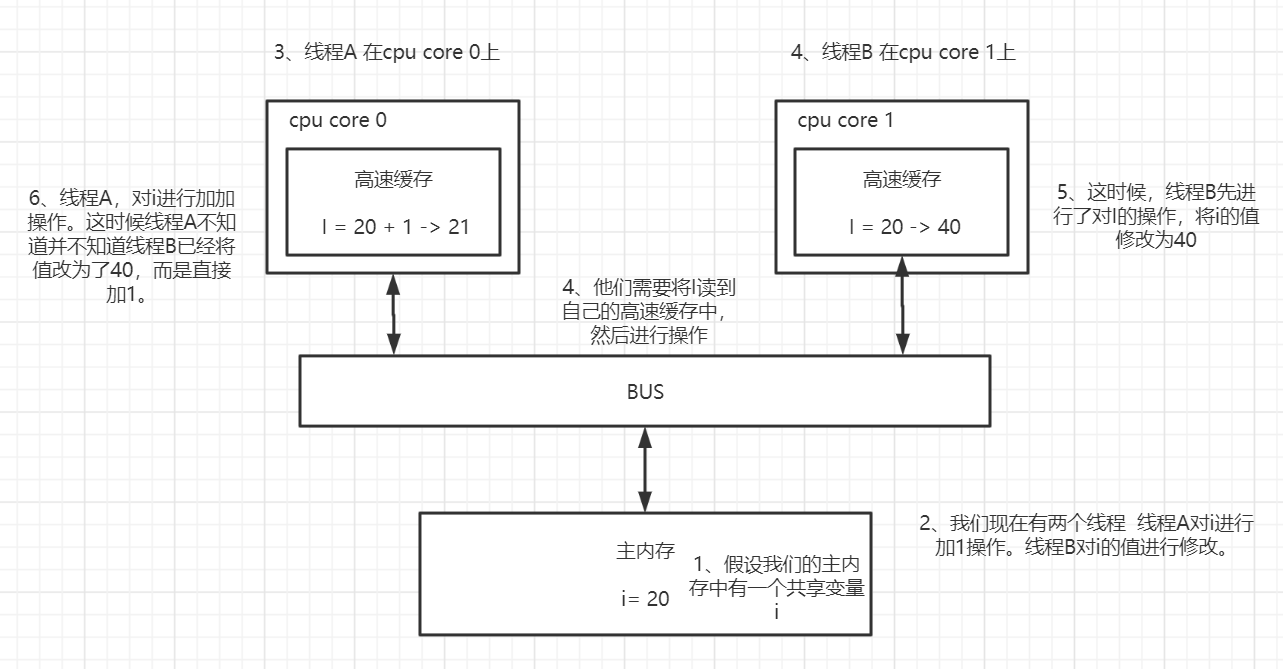 3、线程A 在cpu core 0上
4、线程B 在cpu core 1上
cpu core 0
高速缓存
I = 20 + 1 -> 21
cpu core 1
高速缓存
I = 20 -> 40
6、线程A，对i进行加加
操作。这时候线程A不知
道并不知道线程B已经将
值改为了40，而是直接
加1。
5、这时候，线程B先进
行了对I的操作，将i的值
修改为40
4、他们需要将I读到
自己的高速缓存中，
然后进行操作
BUS
主内存
i= 20
1、假设我们的主内
存中有一个共享变量
i
2、我们现在有两个线程  线程A对i进行
加1操作。线程B对i的值进行修改。